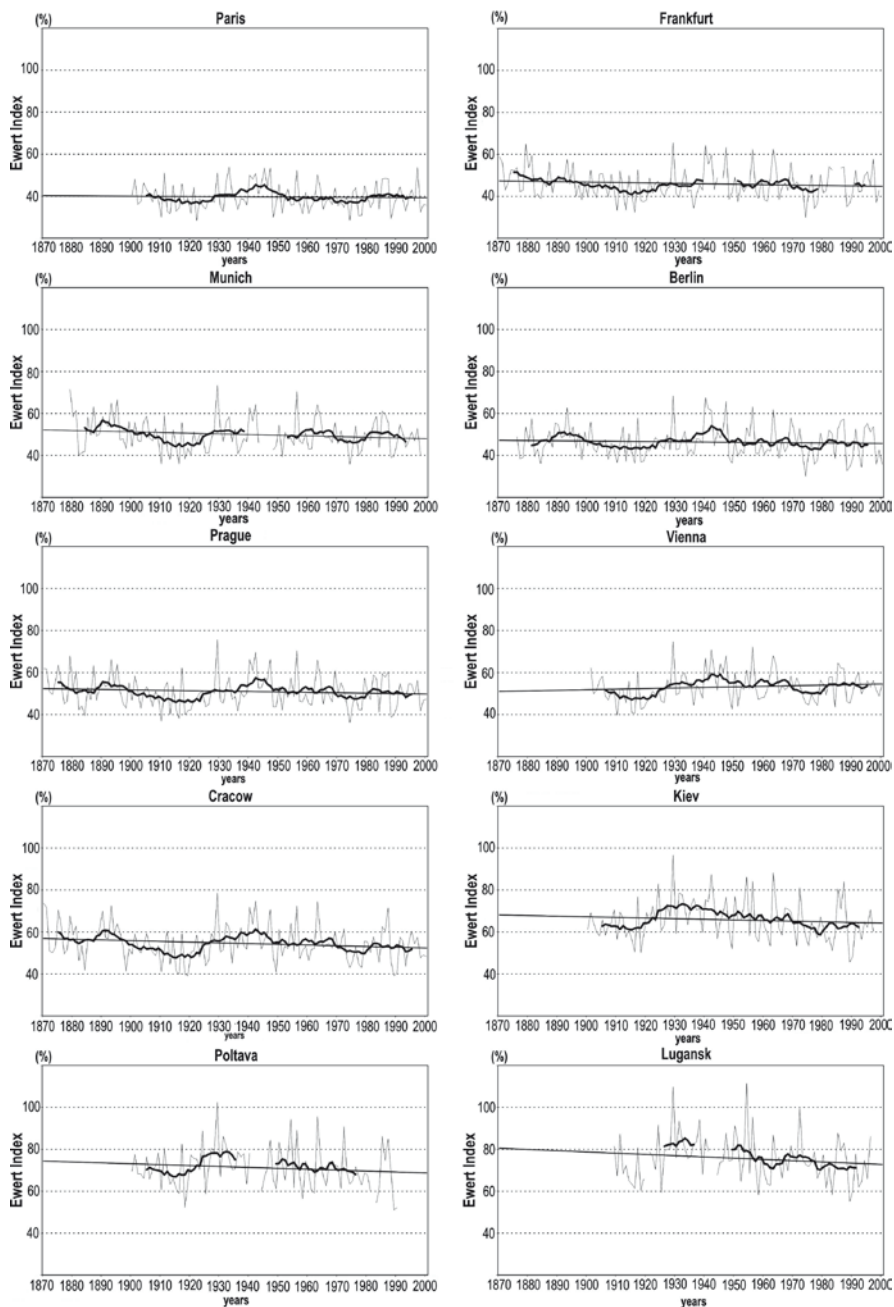 (%) Paris
100
80
60
40
Ewert Index
1870 1880 1890 1900 1910 1920 1930 1940 1950 1960 1970 1980 1990 2000
years
(%) Frankfurt
100
80
60
40
Ewert Index
1870 1880 1890 1900 1910 1920 1930 1940 1950 1960 1970 1980 1990 2000
years
(%) Munich
100
80
60
40
Ewert Index
1870 1880 1890 1900 1910 1920 1930 1940 1950 1960 1970 1980 1990 2000
years
(%) Berlin
100
80
60
40
Ewert Index
1870 1880 1890 1900 1910 1920 1930 1940 1950 1960 1970 1980 1990 2000
years
(%) Prague
100
80
60
40
Ewert Index
1870 1880 1890 1900 1910 1920 1930 1940 1950 1960 1970 1980 1990 2000
years
(%) Vienna
100
80
60
40
Ewert Index
1870 1880 1890 1900 1910 1920 1930 1940 1950 1960 1970 1980 1990 2000
years
(%) Cracow
100
80
60
40
Ewert Index
1870 1880 1890 1900 1910 1920 1930 1940 1950 1960 1970 1980 1990 2000
years
(%) Kiev
100
80
60
40
Ewert Index
1870 1880 1890 1900 1910 1920 1930 1940 1950 1960 1970 1980 1990 2000
years
(%) Poltava
100
80
60
40
Ewert Index
1870 1880 1890 1900 1910 1920 1930 1940 1950 1960 1970 1980 1990 2000
years
(%) Lugansk
100
80
60
40
Ewert Index
1870 1880 1890 1900 1910 1920 1930 1940 1950 1960 1970 1980 1990 2000
years